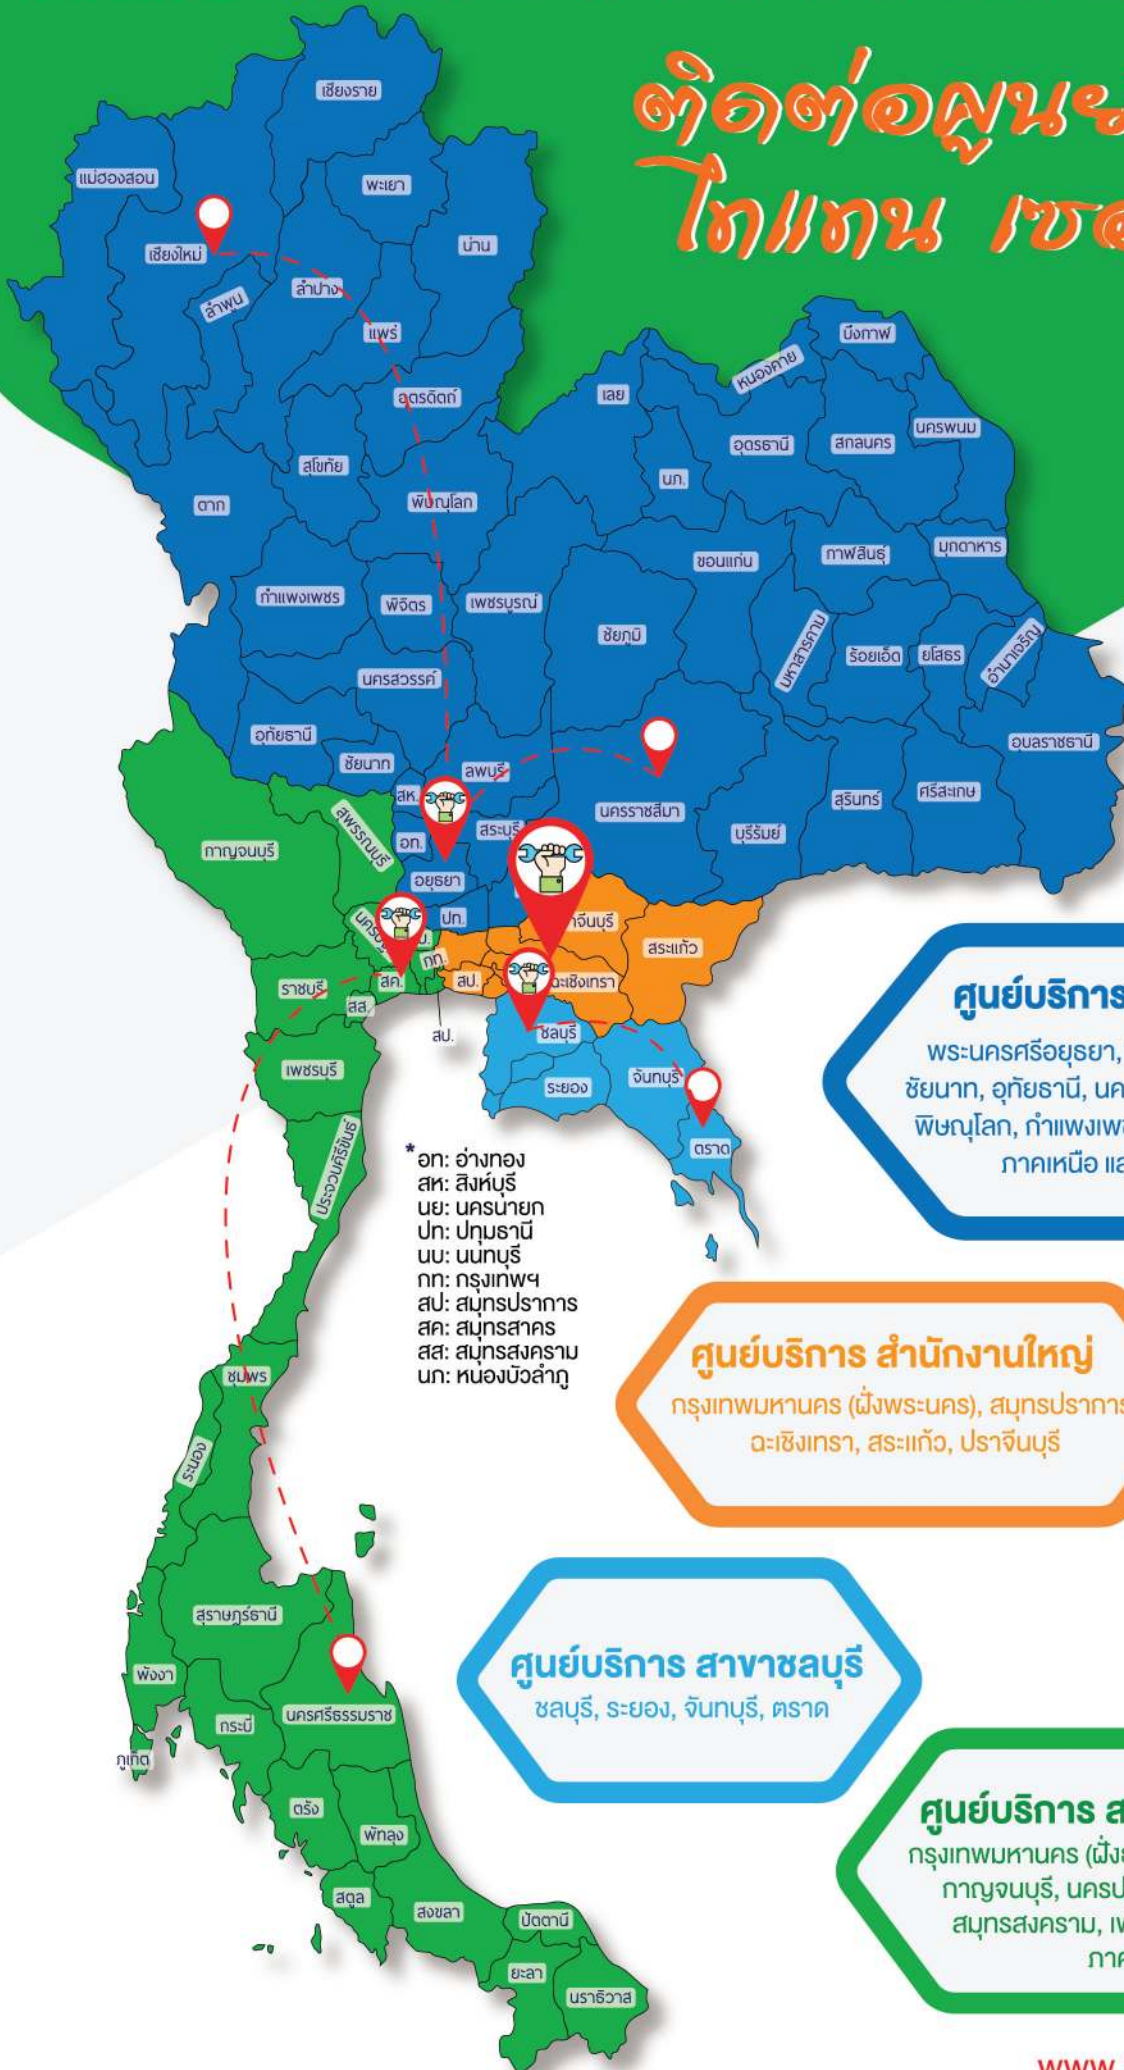 ติดต่อศูนย์
ไทแทน เซอ
เชียงราย
แม่ฮองสอน
พะเยา
น่าน
เชียงใหม่
ลำปาง
ลำพูน
แพร่
บึงกาฬ
หนองคาย
เลย
อุตรดิตถ์
นครพนม
อุดรธานี
สกลนคร
สุโขทัย
นภ.
ตาก
พิษณุโลก
มุกดาหาร
กาฬสินธุ์
ขอนแก่น
กำแพงเพชร
พิจิตร
เพชรบูรณ์
ชัยภูมิ
มหาสารคาม
ร้อยเอ็ด
ยโสธร
อำนาจเจริญ
นครสวรรค์
อุทัยธานี
อุบลราชธานี
ชัยนาท
ลพบุรี
สห.
นครราชสีมา
สุรินทร์
ศรีสะเกษ
สุพรรณบุรี
สระบุรี
บุรีรัมย์
อท.
กาญจนบุรี
อยุธยา
ปท.
จีนบุรี
สระแก้ว
กท.
สค.
สป.
ฉะเชิงเทรา
ราชบุรี
สส.
สป.
ชลบุรี
เพชรบุรี
ระยอง
จันทบุรี
ตราด
ประจวบคีรีขันธ์
*อท: อ่างทอง
สห: สิงห์บุรี
นย: นครนายก
ปท: ปทุมธานี
นบ: นนทบุรี
กท: กรุงเทพฯ
สป: สมุทรปราการ
สค: สมุทรสาคร
สส: สมุทรสงคราม
นภ: หนองบัวลำภู
ชุมพร
ระนอง
สุราษฎร์ธานี
พังงา
กระบี่
นครศรีธรรมราช
ภูเก็ต
ตรัง
พัทลุง
สตูล
สงขลา
ปัตตานี
ยะลา
นราธิวาส
ศูนย์บริการ
พระนครศรีอยุธยา,
ชัยนาท, อุทัยธานี, นค
พิษณุโลก, กำแพงเพช
ภาคเหนือ แล
ศูนย์บริการ สำนักงานใหญ่
กรุงเทพมหานคร (ฝั่งพระนคร), สมุทรปราการ
ฉะเชิงเทรา, สระแก้ว, ปราจีนบุรี
ศูนย์บริการ สาขาชลบุรี
ชลบุรี, ระยอง, จันทบุรี, ตราด
ศูนย์บริการ ส
กรุงเทพมหานคร (ฝั่งธ
กาญจนบุรี, นครป
สมุทรสงคราม, เพ
ภาค
www.